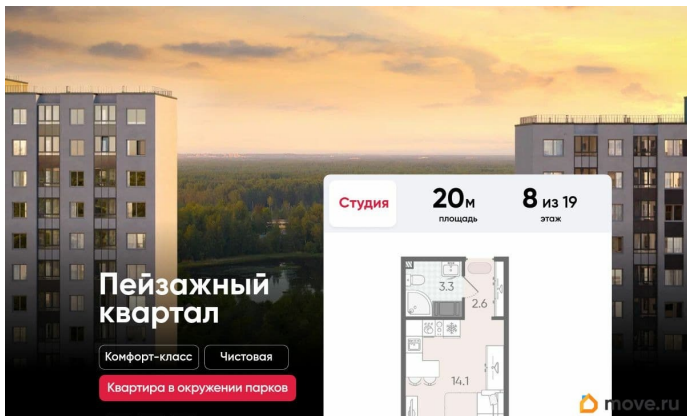 Студия
20м
площадь
8 из 19
этаж
3.3
2.6
14.1
Пейзажный
квартал
Комфорт-класс
Чистовая
Квартира в окружении парков
move.ru